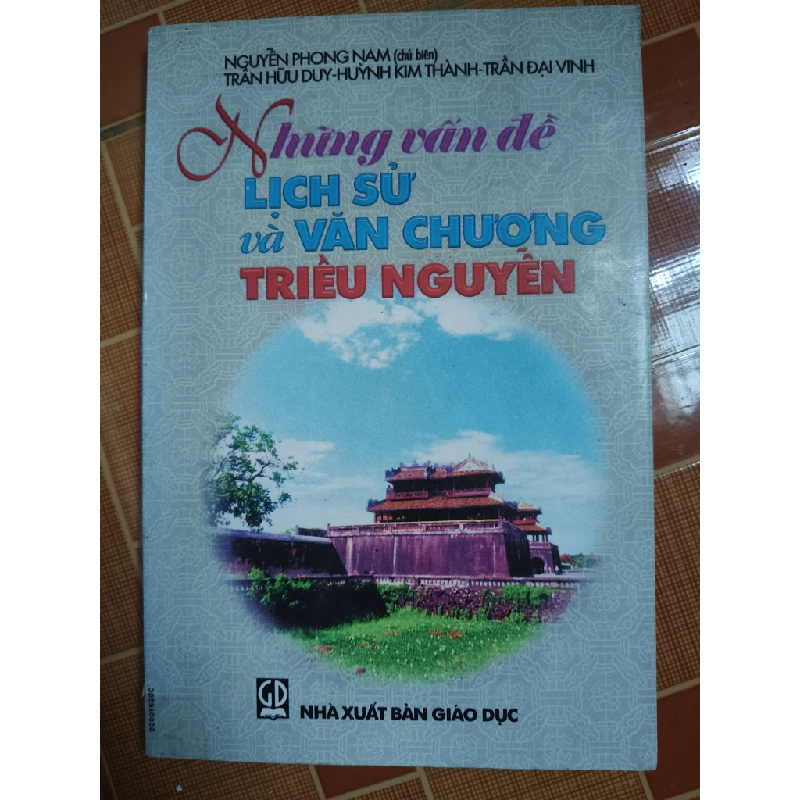 NGUYỄN PHONG NAM (chủ biên)
TRẦN HỮU DUY-HUỲNH KIM THÀNH-TRẦN ĐẠI VINH
Những vấn đề
LỊCH SỬ
và VĂN CHƯƠNG
TRIỀU NGUYỄN
GD
NHÀ XUẤT BẢN GIÁO DỤC